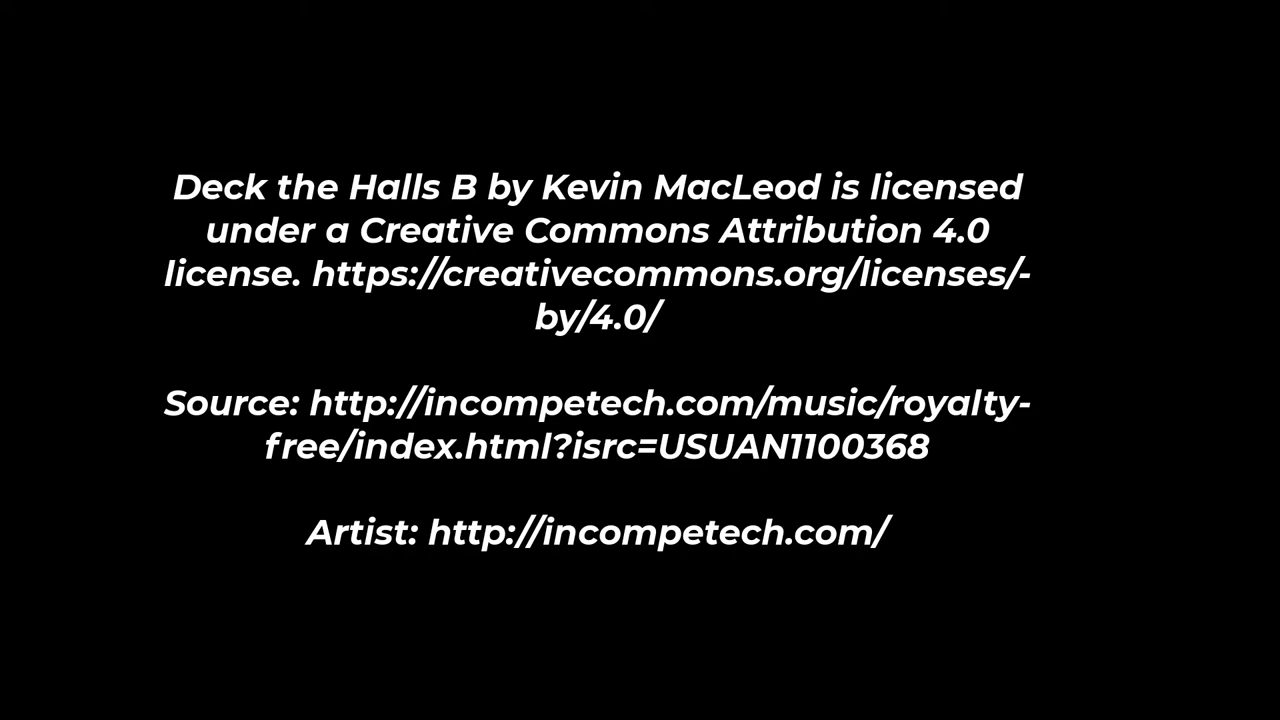 Deck the Halls B by Kevin MacLeod is licensed
under a Creative Commons Attribution 4.0
license. https://creativecommons.org/licenses/-
by/4.0/
Source: http://incompetech.com/music/royalty-
free/index.html?isrc=USUAN1100368
Artist: http://incompetech.com/